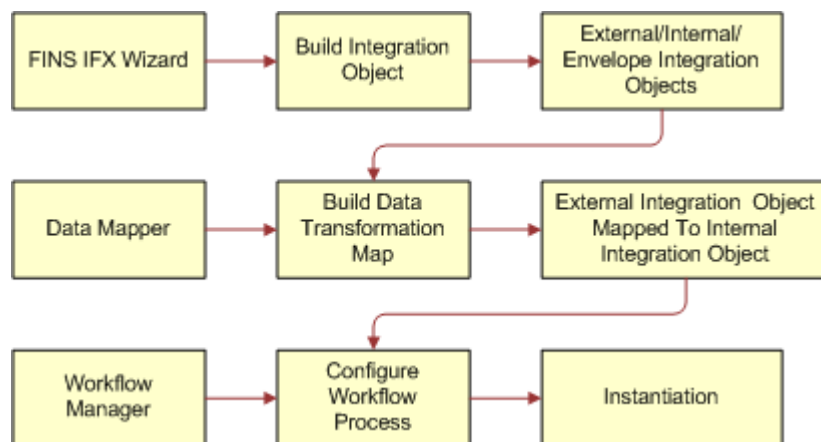 FINS IFX Wizard
Build Integration
Object
External/Internal/
Envelope Integration
Objects
Data Mapper
Build Data
Transformation
Map
External Integration Object
Mapped To Internal
Integration Object
Workflow
Manager
Configure
Workflow
Process
Instantiation